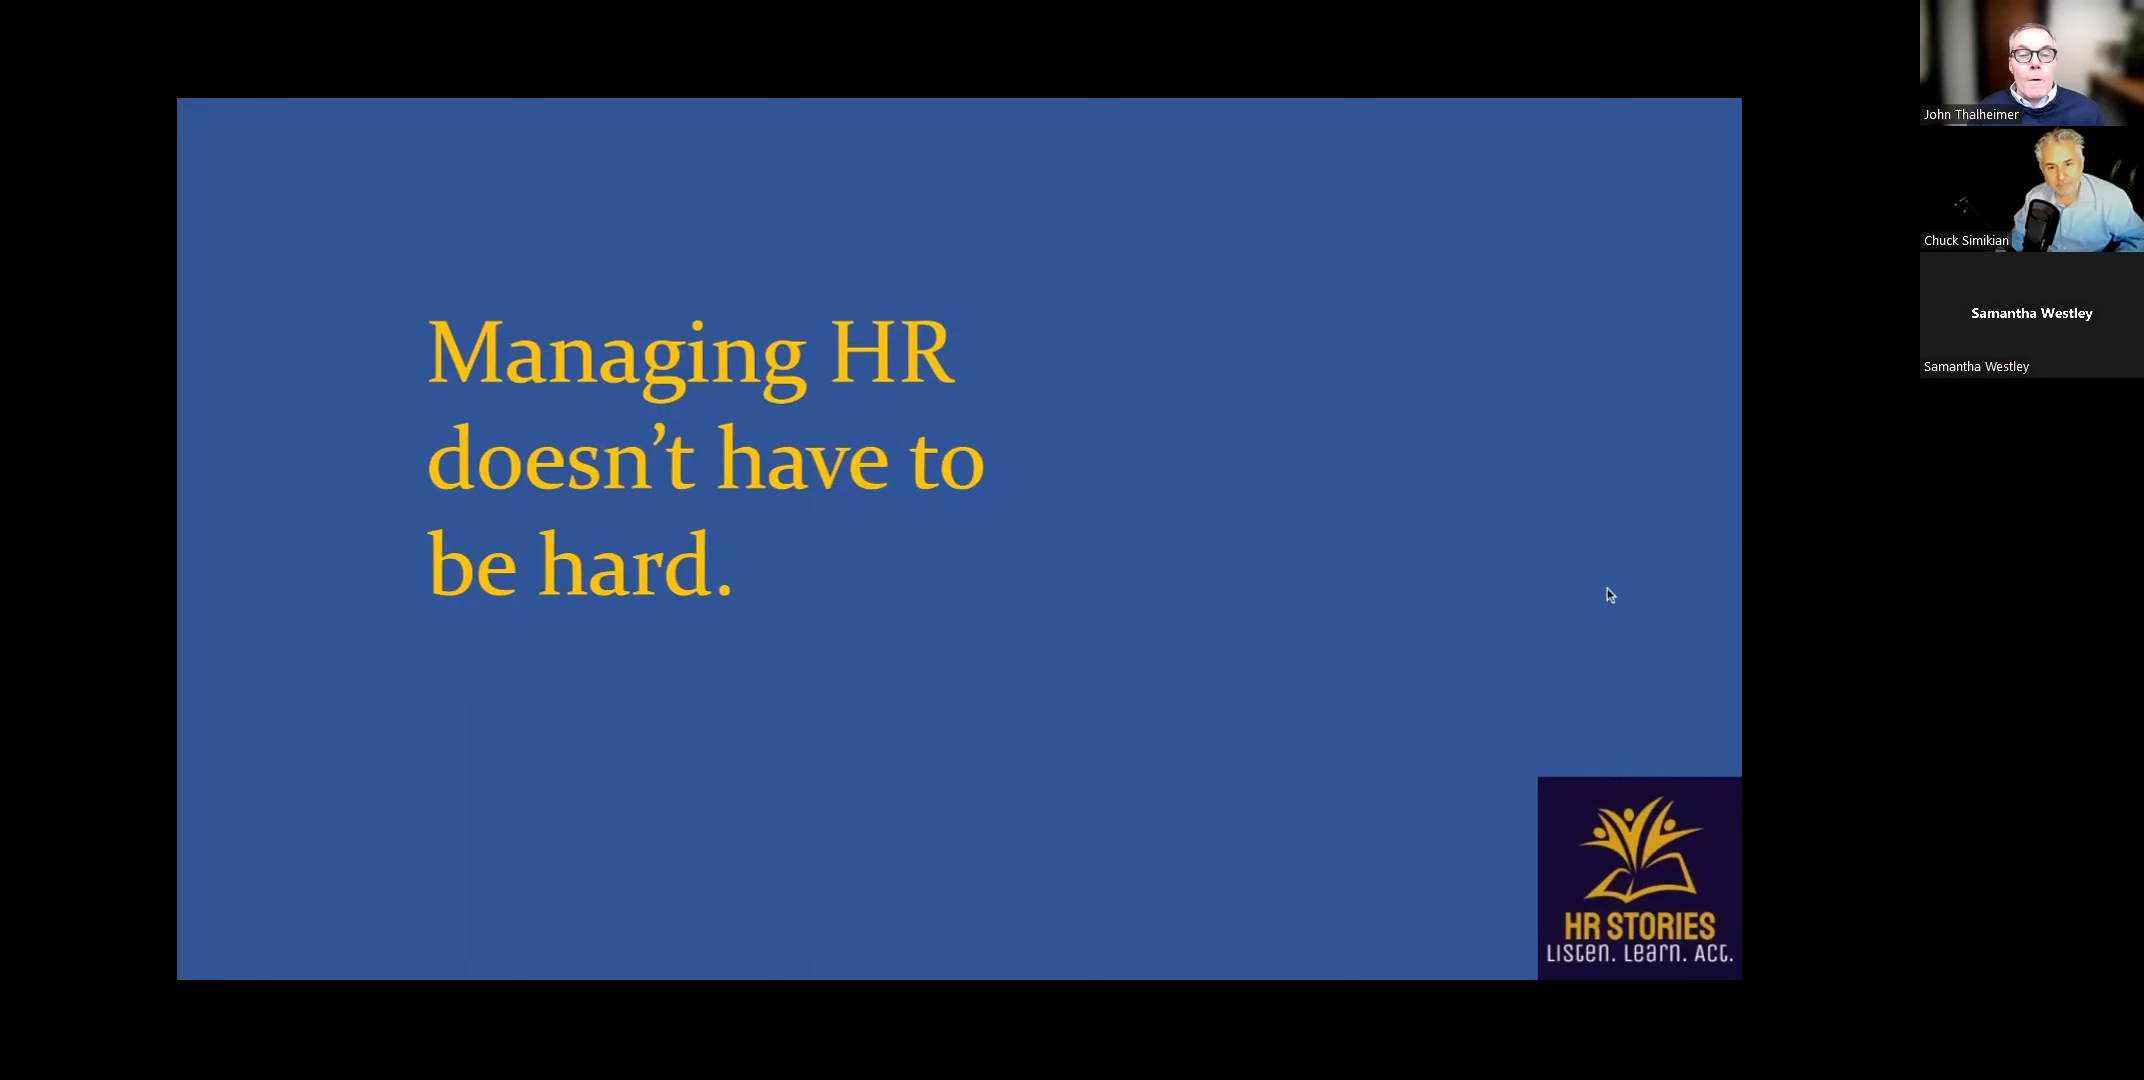 Managing HR
doesn’t have to
be hard.
HR STORIES
Listen. Learn. Act.
John Thalheimer
Chuck Simikian
Samantha Westley
Samantha Westley